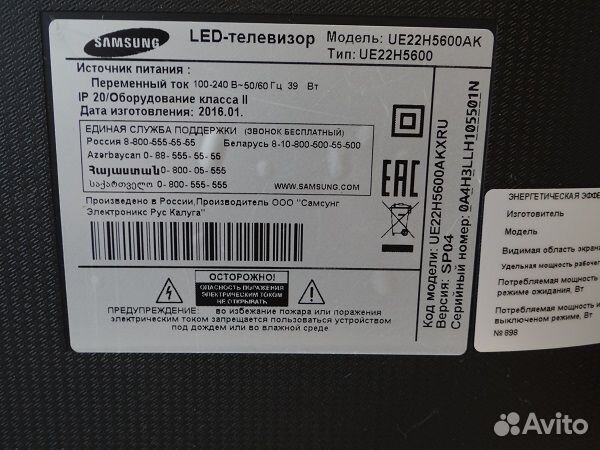 SAMSUNG
LED-телевизор
Модель: UE22H5600AK
Тип: UE22H5600
Источник питания :
Переменный ток 100-240 В~50/60 Гц 39 Вт
IP 20/Оборудование класса II
Дата изготовления: 2016.01.
ЕДИНАЯ СЛУЖБА ПОДДЕРЖКИ (ЗВОНОК БЕСПЛАТНЫЙ)
Россия 8-800-555-55-55 Беларусь 8-10-800-500-55-500
Azərbaycan 0- 88- 555- 55- 55
Հայաստան 0- 800- 05- 555
საქართველო 0- 800- 555- 555
WWW.SAMSUNG.COM
Произведено в России,Производитель ООО "Самсунг
Электроникс Рус Калуга"
EAC
ОСТОРОЖНО!
ОПАСНОСТЬ ПОРАЖЕНИЯ
ЭЛЕКТРИЧЕСКИМ ТОКОМ
НЕ ОТКРЫВАТЬ
ПРЕДУПРЕЖДЕНИЕ: во избежание пожара или поражения
электрическим током запрещается пользоваться устройством
под дождем или во влажной среде
Код модели: UE22H5600AKXRU
Версия: SP04
Серийный номер: 0A4H3LLH105501N
ЭНЕРГЕТИЧЕСКАЯ ЭФФЕ
Изготовитель
Модель
Видимая область экрана
Удельная мощность рабочег
Потребляемая мощность
режиме ожидания, Вт
Потребляемая мощность и
выключеном режиме, Вт
№ 898
Avito